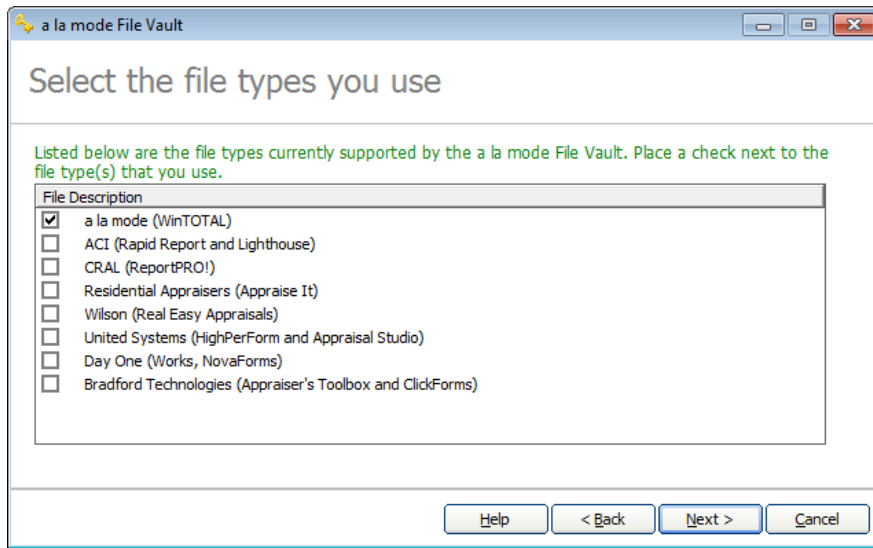 a la mode File Vault
Select the file types you use
Listed below are the file types currently supported by the a la mode File Vault. Place a check next to the
file type(s) that you use.
File Description
a la mode (WinTOTAL)
ACI (Rapid Report and Lighthouse)
CRAL (ReportPRO!)
Residential Appraisers (Appraise It)
Wilson (Real Easy Appraisals)
United Systems (HighPerForm and Appraisal Studio)
Day One (Works, NovaForms)
Bradford Technologies (Appraiser's Toolbox and ClickForms)
Help < Back Next > Cancel